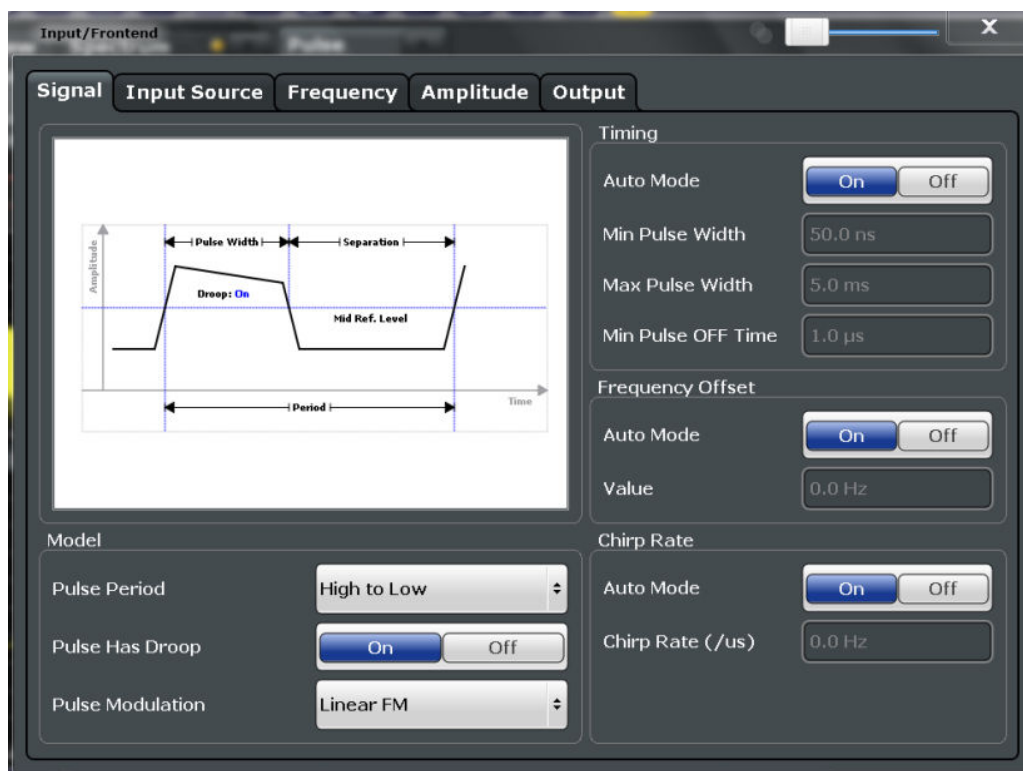 Input/Frontend
X
Signal
Input Source
Frequency
Amplitude
Output
Amplitude
Pulse Width
Separation
Droop: On
Mid Ref. Level
Period
Time
Model
Pulse Period
High to Low
Pulse Has Droop
On
Off
Pulse Modulation
Linear FM
Timing
Auto Mode
On
Off
Min Pulse Width
50.0 ns
Max Pulse Width
5.0 ms
Min Pulse OFF Time
1.0 µs
Frequency Offset
Auto Mode
On
Off
Value
0.0 Hz
Chirp Rate
Auto Mode
On
Off
Chirp Rate (/us)
0.0 Hz